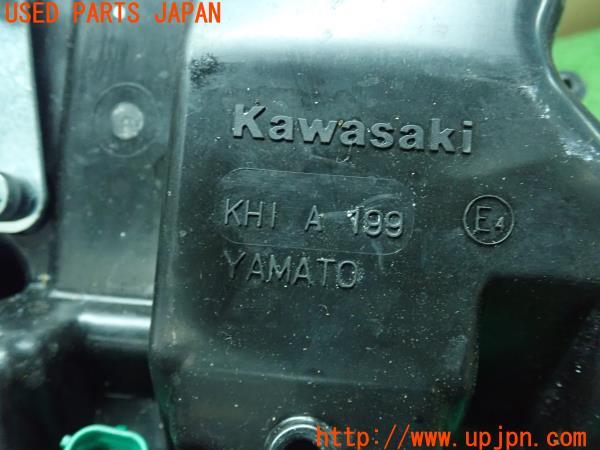 USED PARTS JAPAN
Kawasaki
KHI A 199
E4
YAMATO
http://www.upjpn.com/